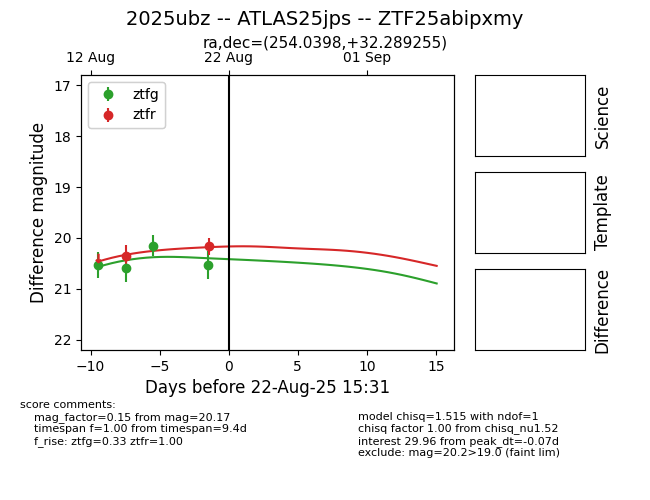 2025ubz -- ATLAS25jps -- ZTF25abipxmy
ra,dec=(254.0398,+32.289255)
12 Aug 22 Aug 01 Sep
ztfg
ztfr
17
18
19
20
21
22
Difference magnitude
−10 −5 0 5 10 15
Days before 22-Aug-25 15:31
Science
Template
Difference
score comments:
mag_factor=0.15 from mag=20.17
timespan f=1.00 from timespan=9.4d
f_rise: ztfg=0.33 ztfr=1.00
model chisq=1.515 with ndof=1
chisq factor 1.00 from chisq_nu1.52
interest 29.96 from peak_dt=-0.07d
exclude: mag=20.2>19.0 (faint lim)